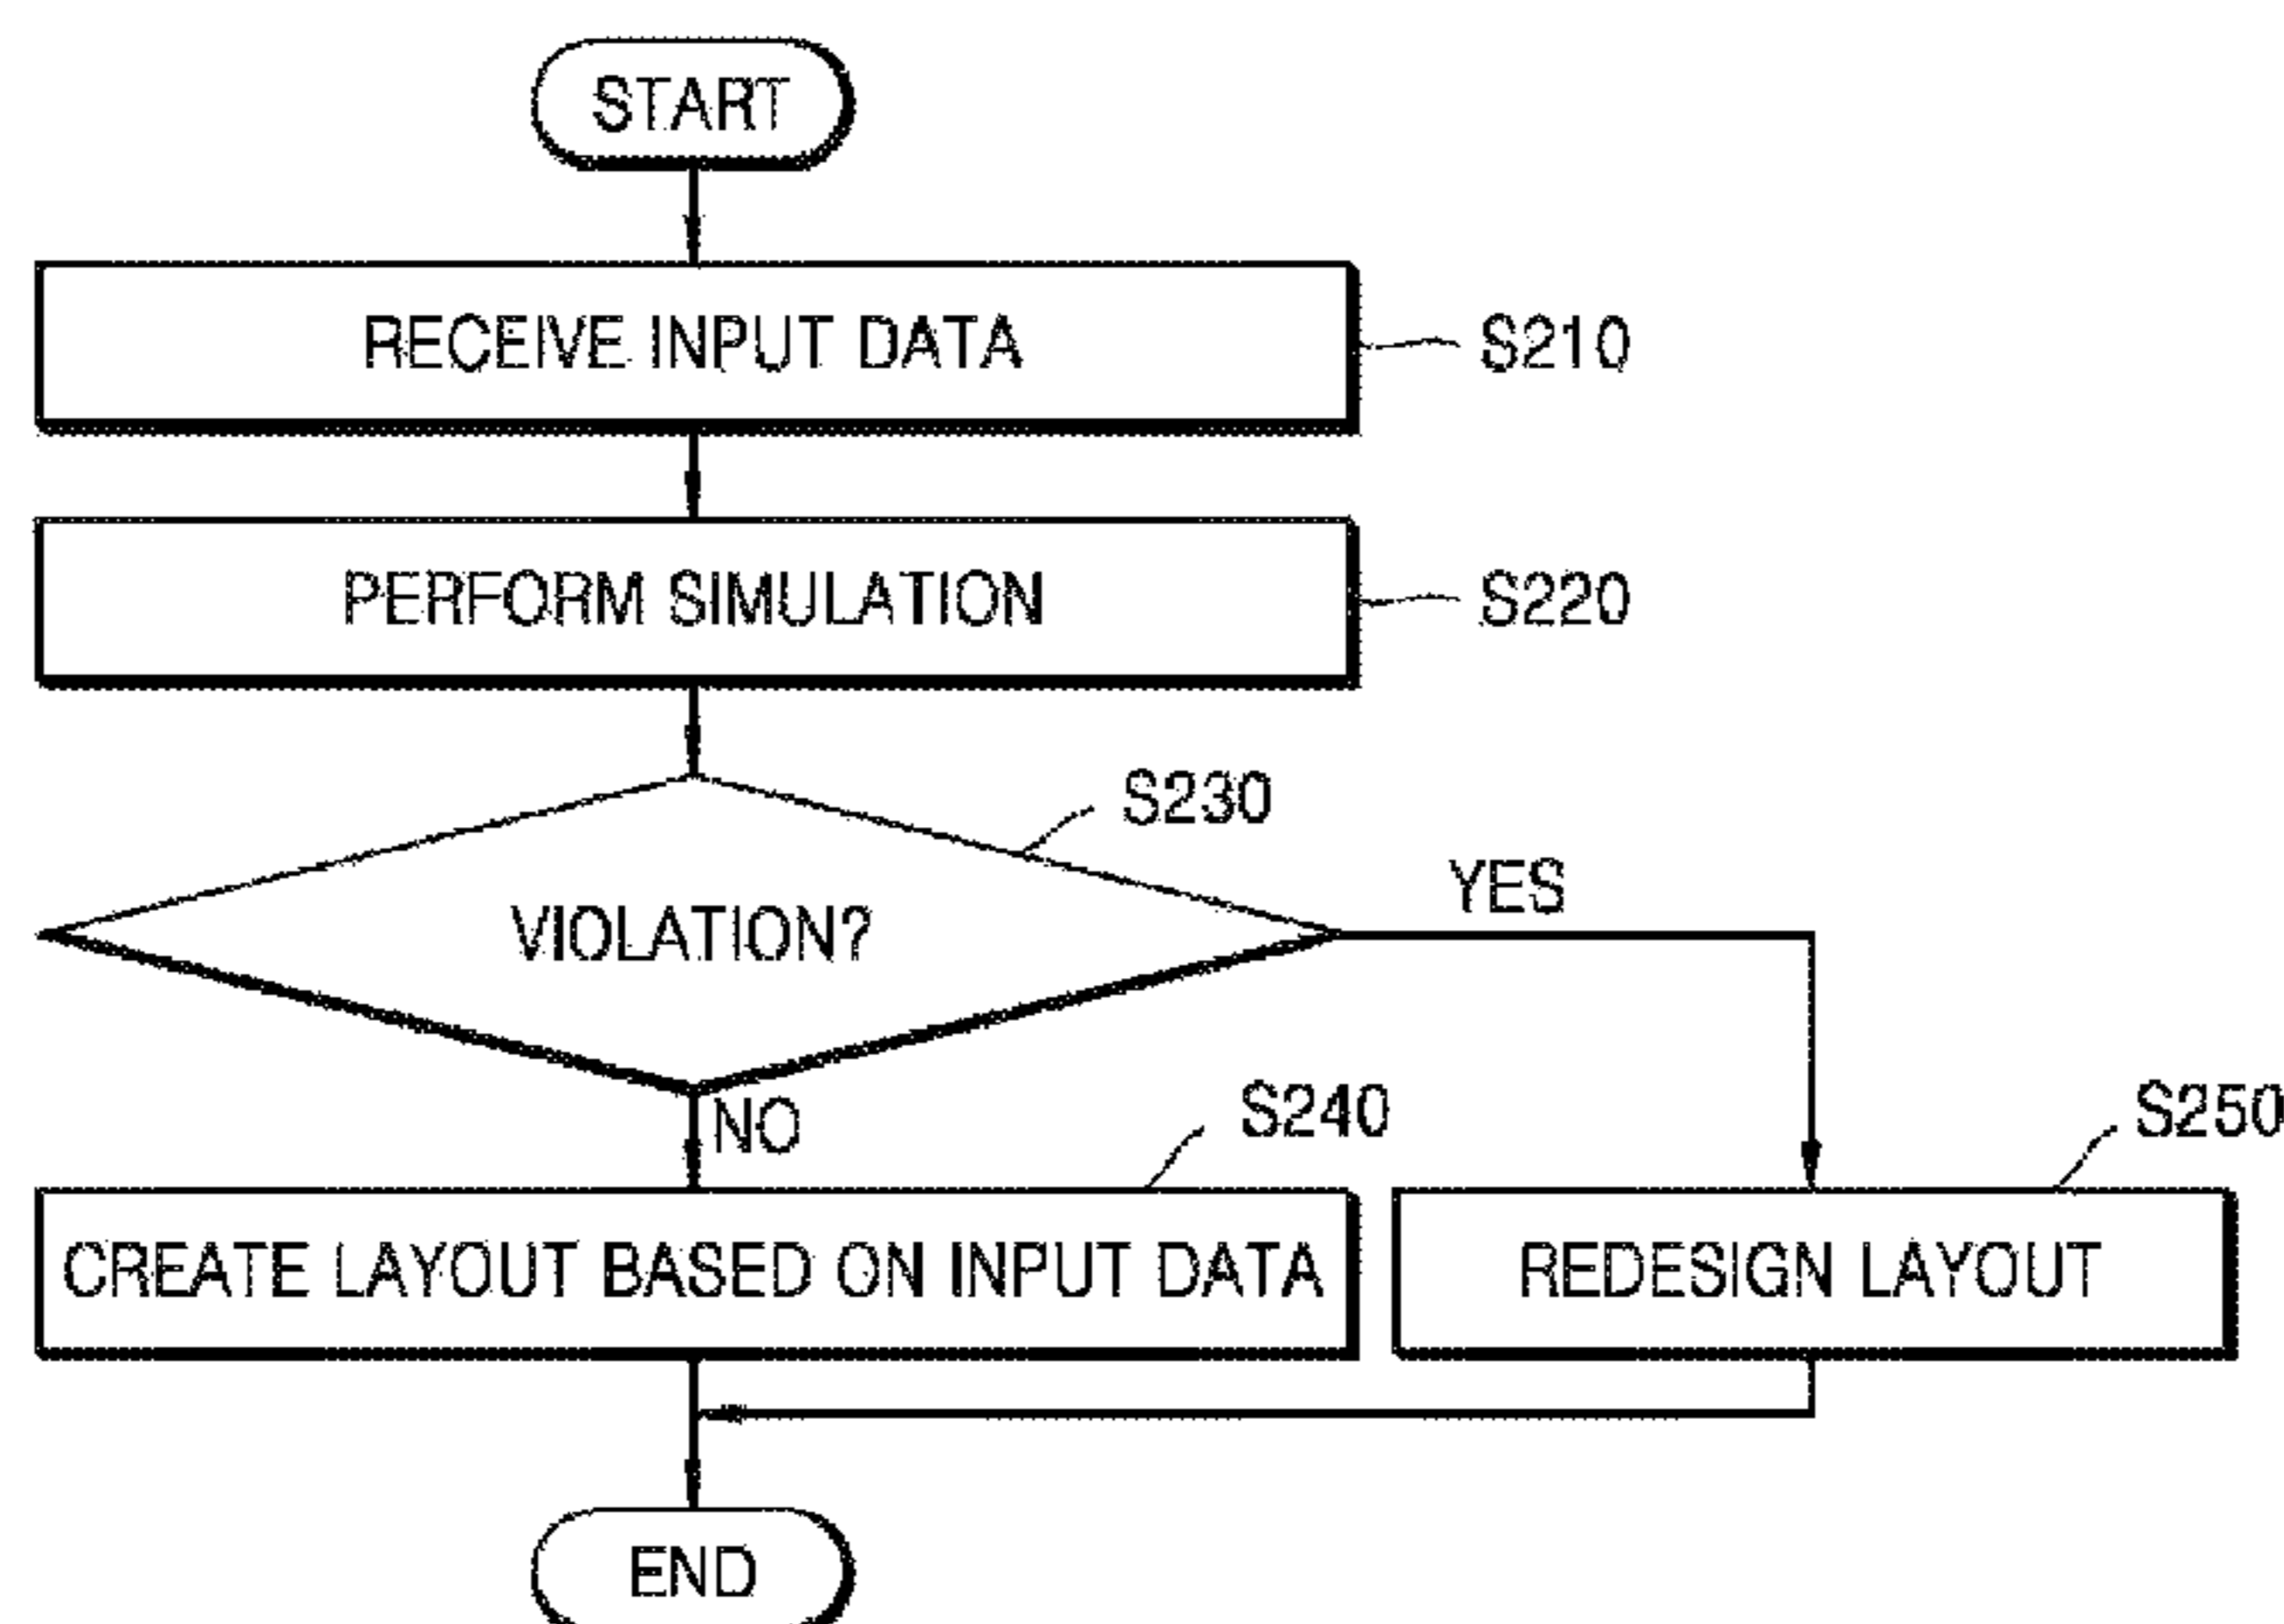 START
RECEIVE INPUT DATA
S210
PERFORM SIMULATION
S220
S230
VIOLATION?
YES
NO
S240
S250
CREATE LAYOUT BASED ON INPUT DATA
REDESIGN LAYOUT
END